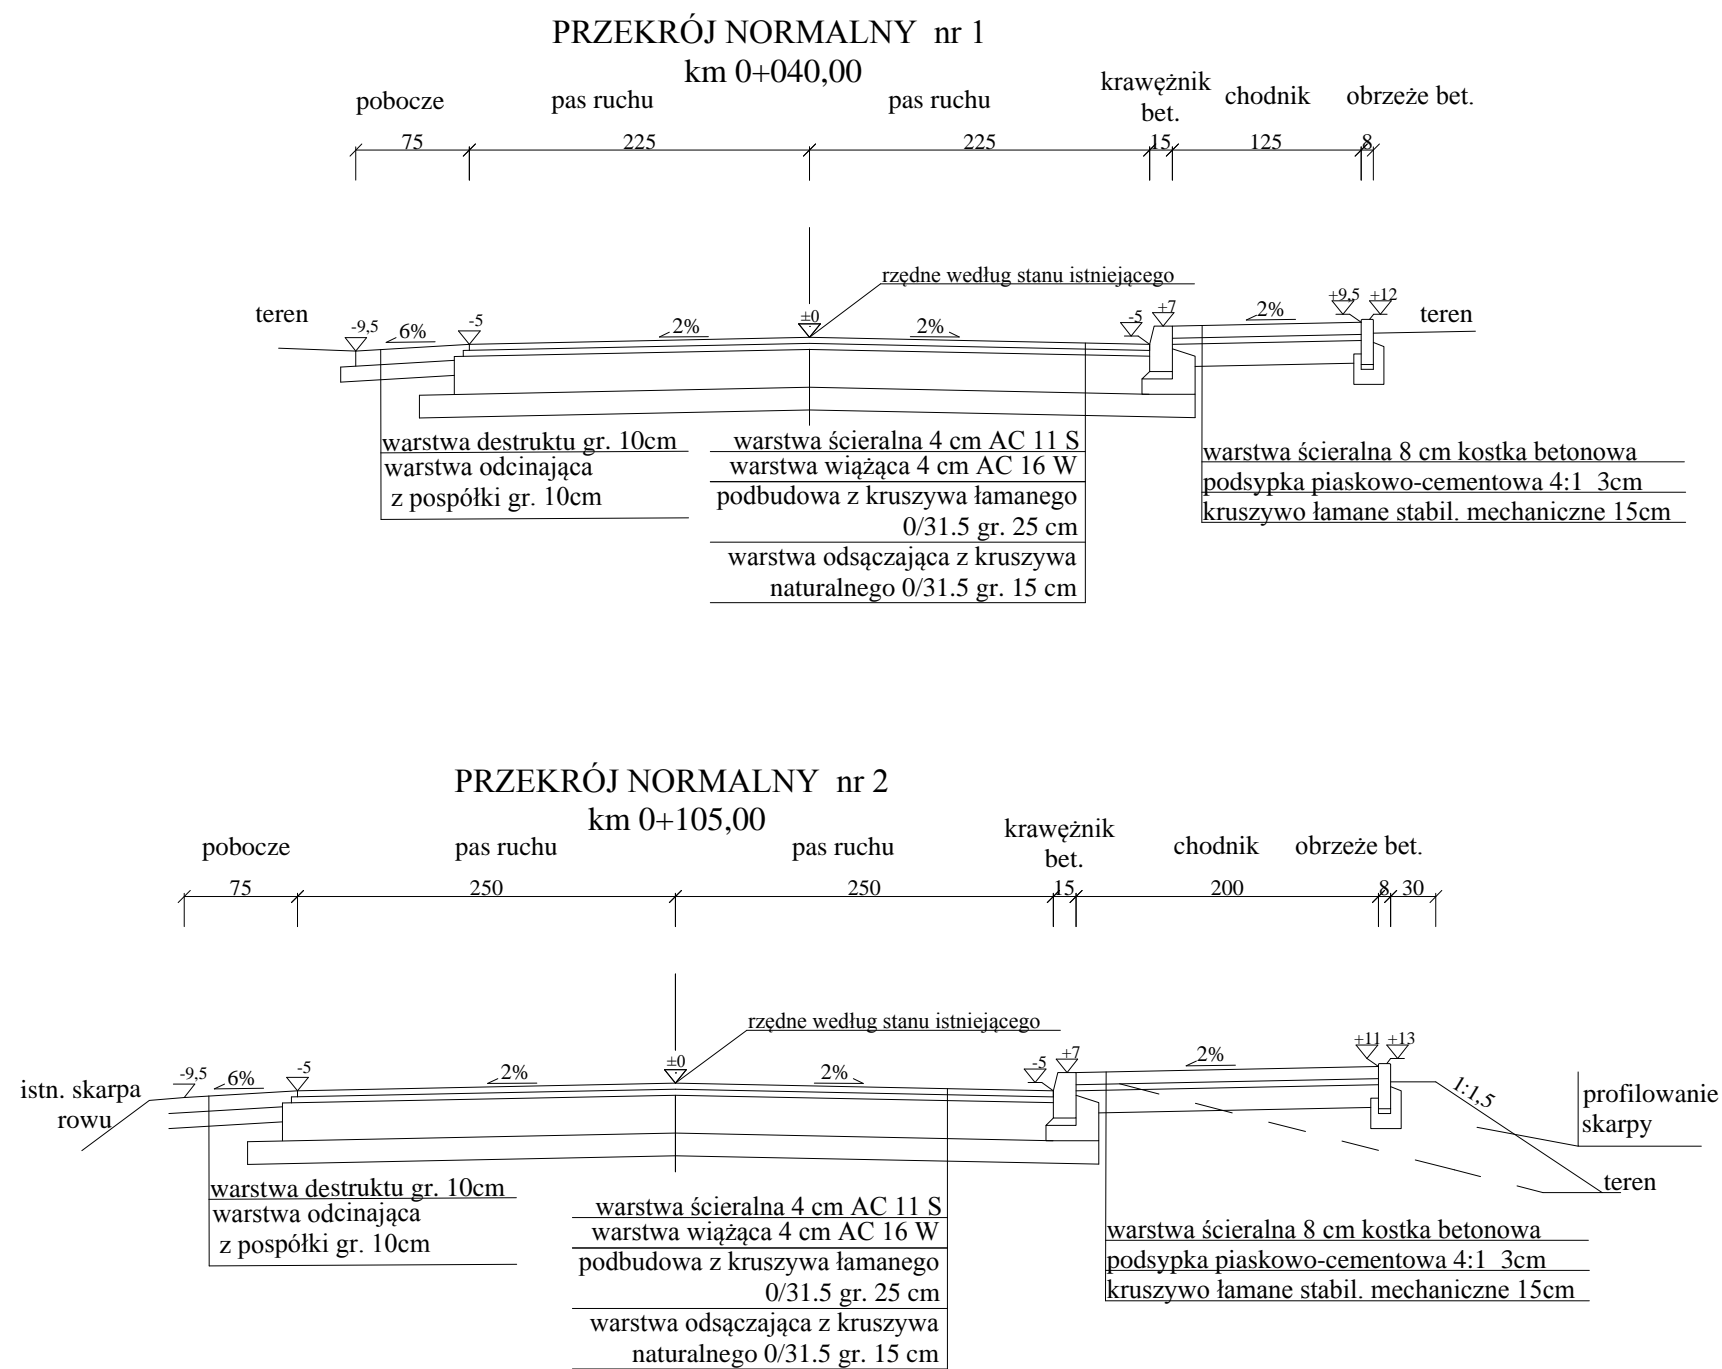 PRZEKRÓJ NORMALNY nr 1
km 0+040,00
pobocze
pas ruchu
pas ruchu
krawężnik
bet.
chodnik
obrzeże bet.
75
225
225
15
125
8
rzędne według stanu istniejącego
teren
-9,5
6%
-5
2%
±0
2%
-5
+7
2%
+9,5
+12
teren
warstwa destruktu gr. 10cm
warstwa odcinająca
z pospółki gr. 10cm
warstwa ścieralna 4 cm AC 11 S
warstwa wiążąca 4 cm AC 16 W
podbudowa z kruszywa łamanego
0/31.5 gr. 25 cm
warstwa odsączająca z kruszywa
naturalnego 0/31.5 gr. 15 cm
warstwa ścieralna 8 cm kostka betonowa
podsypka piaskowo-cementowa 4:1 3cm
kruszywo łamane stabil. mechaniczne 15cm
PRZEKRÓJ NORMALNY nr 2
km 0+105,00
pobocze
pas ruchu
pas ruchu
krawężnik
bet.
chodnik
obrzeże bet.
75
250
250
15
200
8
30
rzędne według stanu istniejącego
istn. skarpa
rowu
-9,5
6%
-5
2%
±0
2%
-5
+7
2%
+11
+13
1:1,5
profilowanie
skarpy
teren
warstwa destruktu gr. 10cm
warstwa odcinająca
z pospółki gr. 10cm
warstwa ścieralna 4 cm AC 11 S
warstwa wiążąca 4 cm AC 16 W
podbudowa z kruszywa łamanego
0/31.5 gr. 25 cm
warstwa odsączająca z kruszywa
naturalnego 0/31.5 gr. 15 cm
warstwa ścieralna 8 cm kostka betonowa
podsypka piaskowo-cementowa 4:1 3cm
kruszywo łamane stabil. mechaniczne 15cm